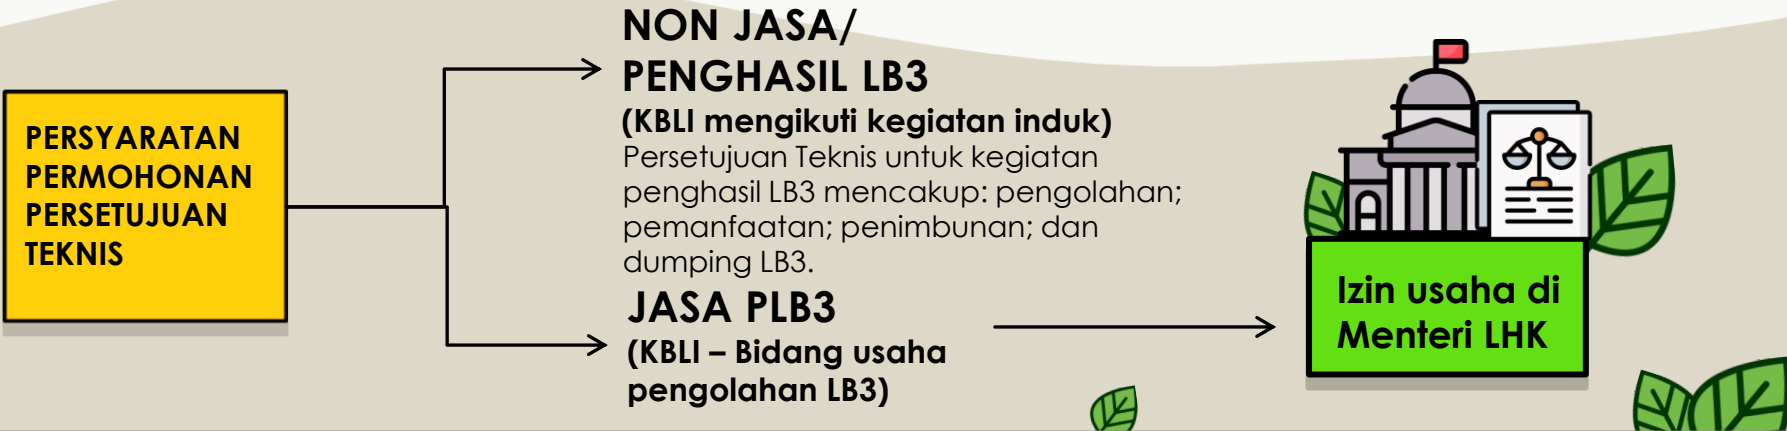 PERSYARATAN
PERMOHONAN
PERSETUJUAN
TEKNIS
NON JASA/
PENGHASIL LB3
(KBLI mengikuti kegiatan induk)
Persetujuan Teknis untuk kegiatan
penghasil LB3 mencakup: pengolahan;
pemanfaatan; penimbunan; dan
dumping LB3.
JASA PLB3
(KBLI – Bidang usaha
pengolahan LB3)
Izin usaha di
Menteri LHK